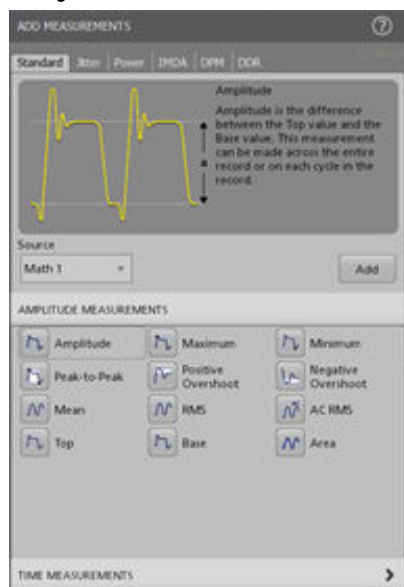 ADD MEASUREMENTS
Standard Jitter Power IMDA DPM DDR
Amplitude
Amplitude is the difference
between the Top value and the
Base value. This measurement
can be made across the entire
record or on each cycle in the
record.
a
Source
Math 1
Add
AMPLITUDE MEASUREMENTS
Amplitude Maximum Minimum
Peak-to-Peak Positive Overshoot Negative Overshoot
Mean RMS AC RMS
Top Base Area
TIME MEASUREMENTS